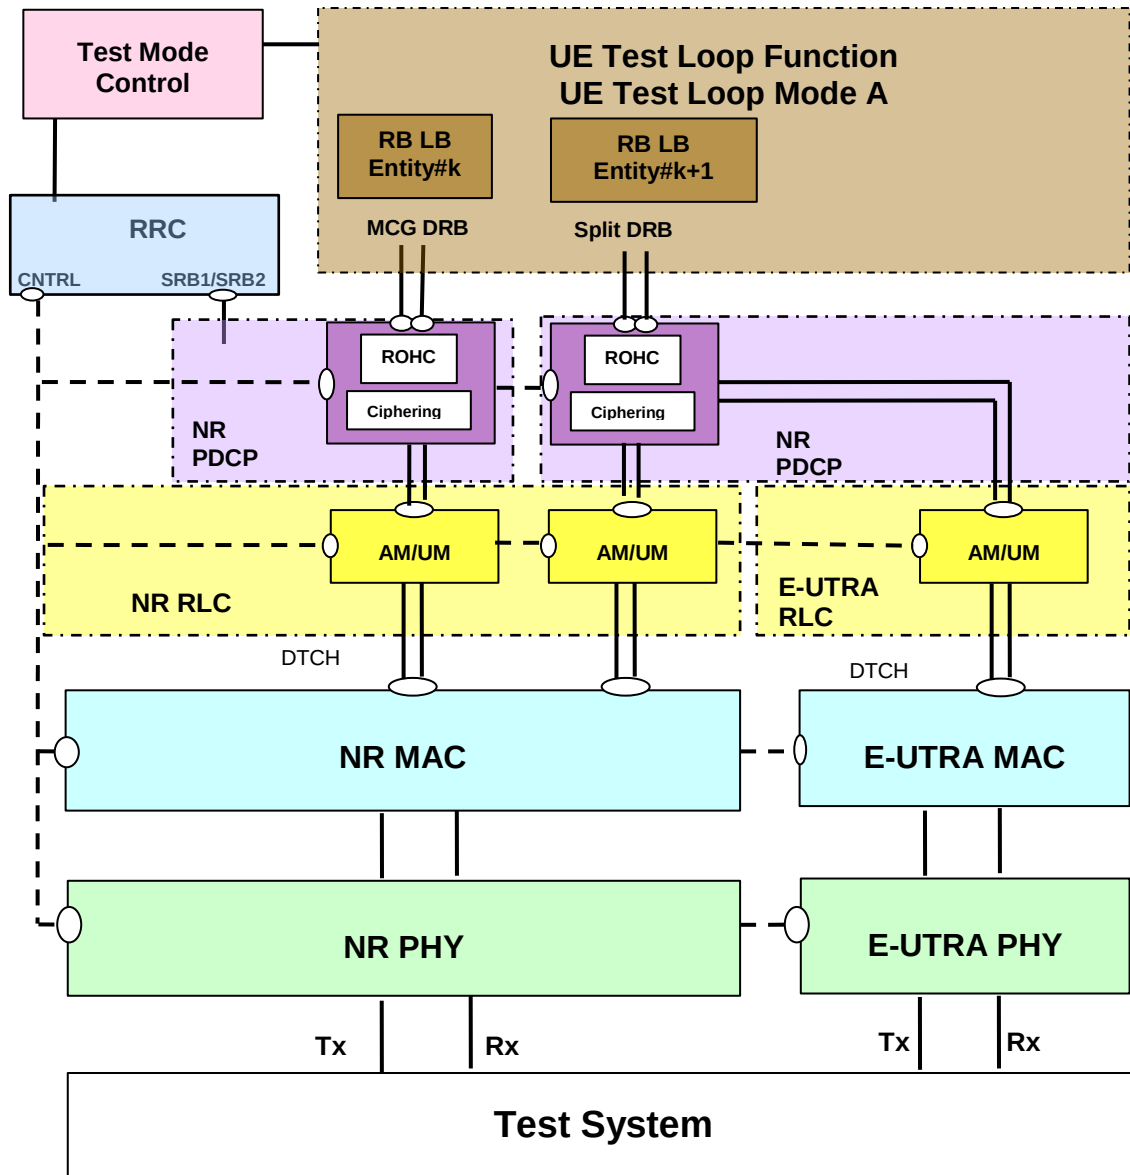 Test Mode
Control
UE Test Loop Function
UE Test Loop Mode A
RB LB
Entity#k
RB LB
Entity#k+1
MCG DRB
Split DRB
RRC
CNTRL
SRB1/SRB2
ROHC
Ciphering
NR
PDCP
ROHC
Ciphering
NR
PDCP
AM/UM
AM/UM
AM/UM
NR RLC
E-UTRA
RLC
DTCH
DTCH
NR MAC
E-UTRA MAC
NR PHY
E-UTRA PHY
Tx
Rx
Tx
Rx
Test System